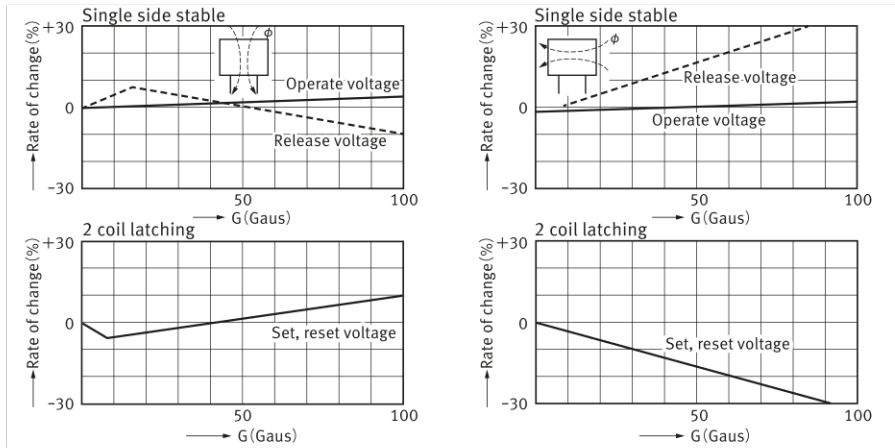 Single side stable
+30
0
−30
Rate of change(%)
ϕ
Operate voltage
Release voltage
50
100
G(Gaus)
Single side stable
+30
0
−30
Rate of change(%)
ϕ
Release voltage
Operate voltage
50
100
G(Gaus)
2 coil latching
+30
0
−30
Rate of change(%)
Set, reset voltage
50
100
G(Gaus)
2 coil latching
+30
0
−30
Rate of change(%)
Set, reset voltage
50
100
G(Gaus)